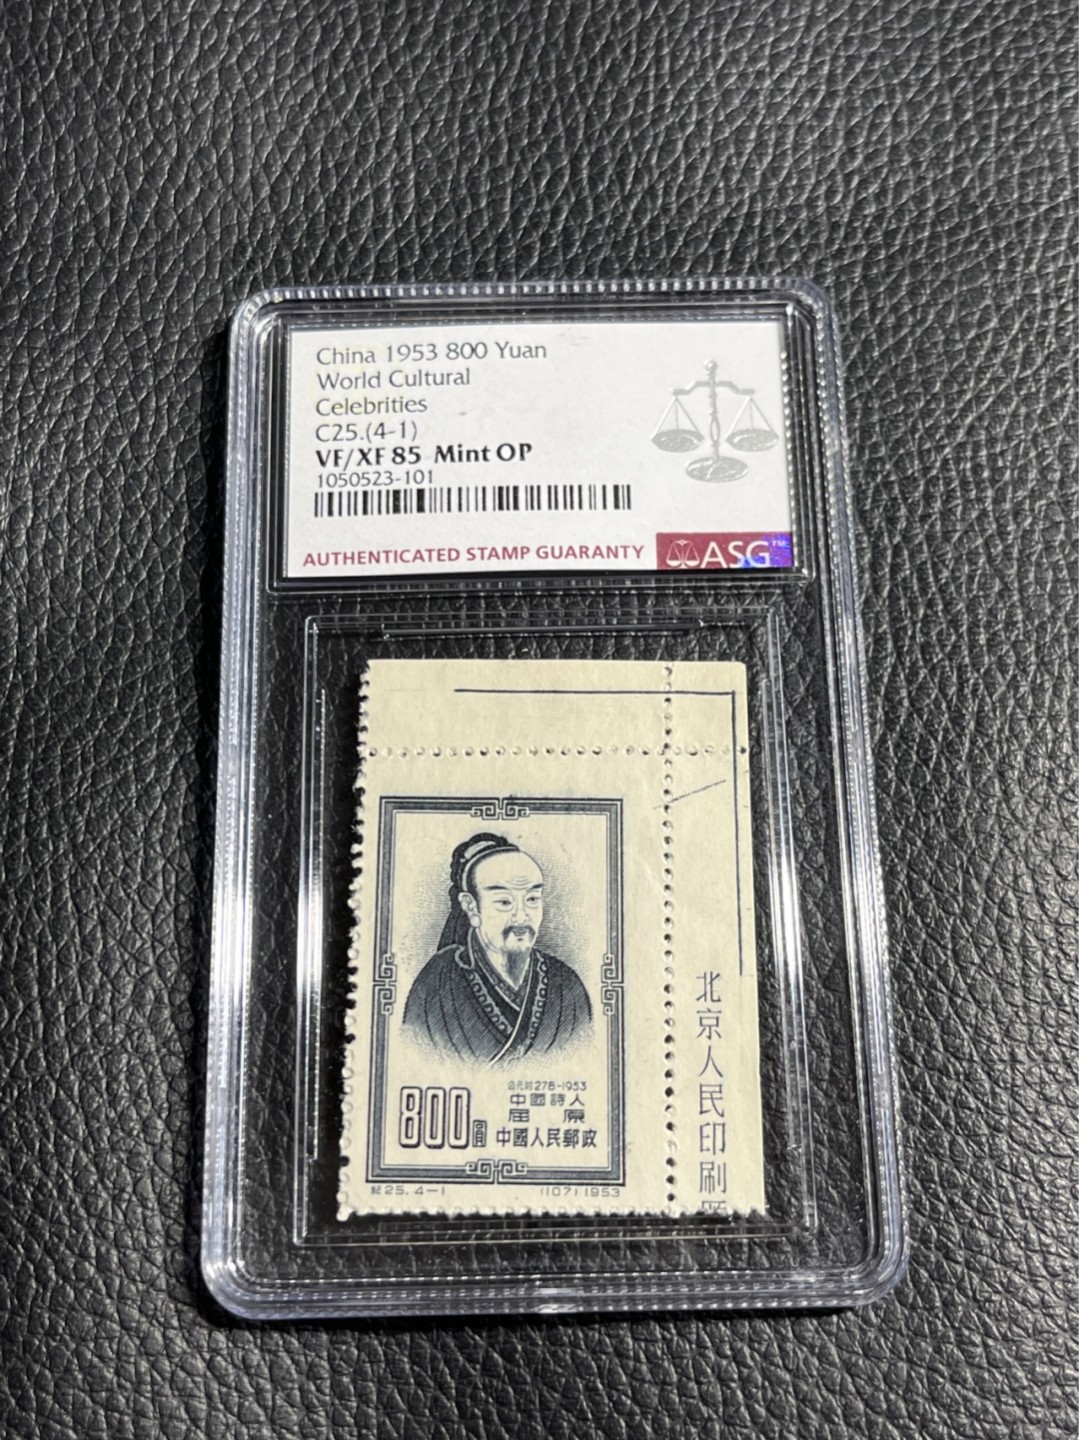 China 1953 800 Yuan
World Cultural
Celebrities
C25.(4-1)
VF/XF 85 Mint OP
1050523-101
AUTHENTICATED STAMP GUARANTY
ASG™
北京人民印刷
公元前278-1953
中國詩人
屈原
800圓
中國人民郵政
紀25.4-1
(107)1953